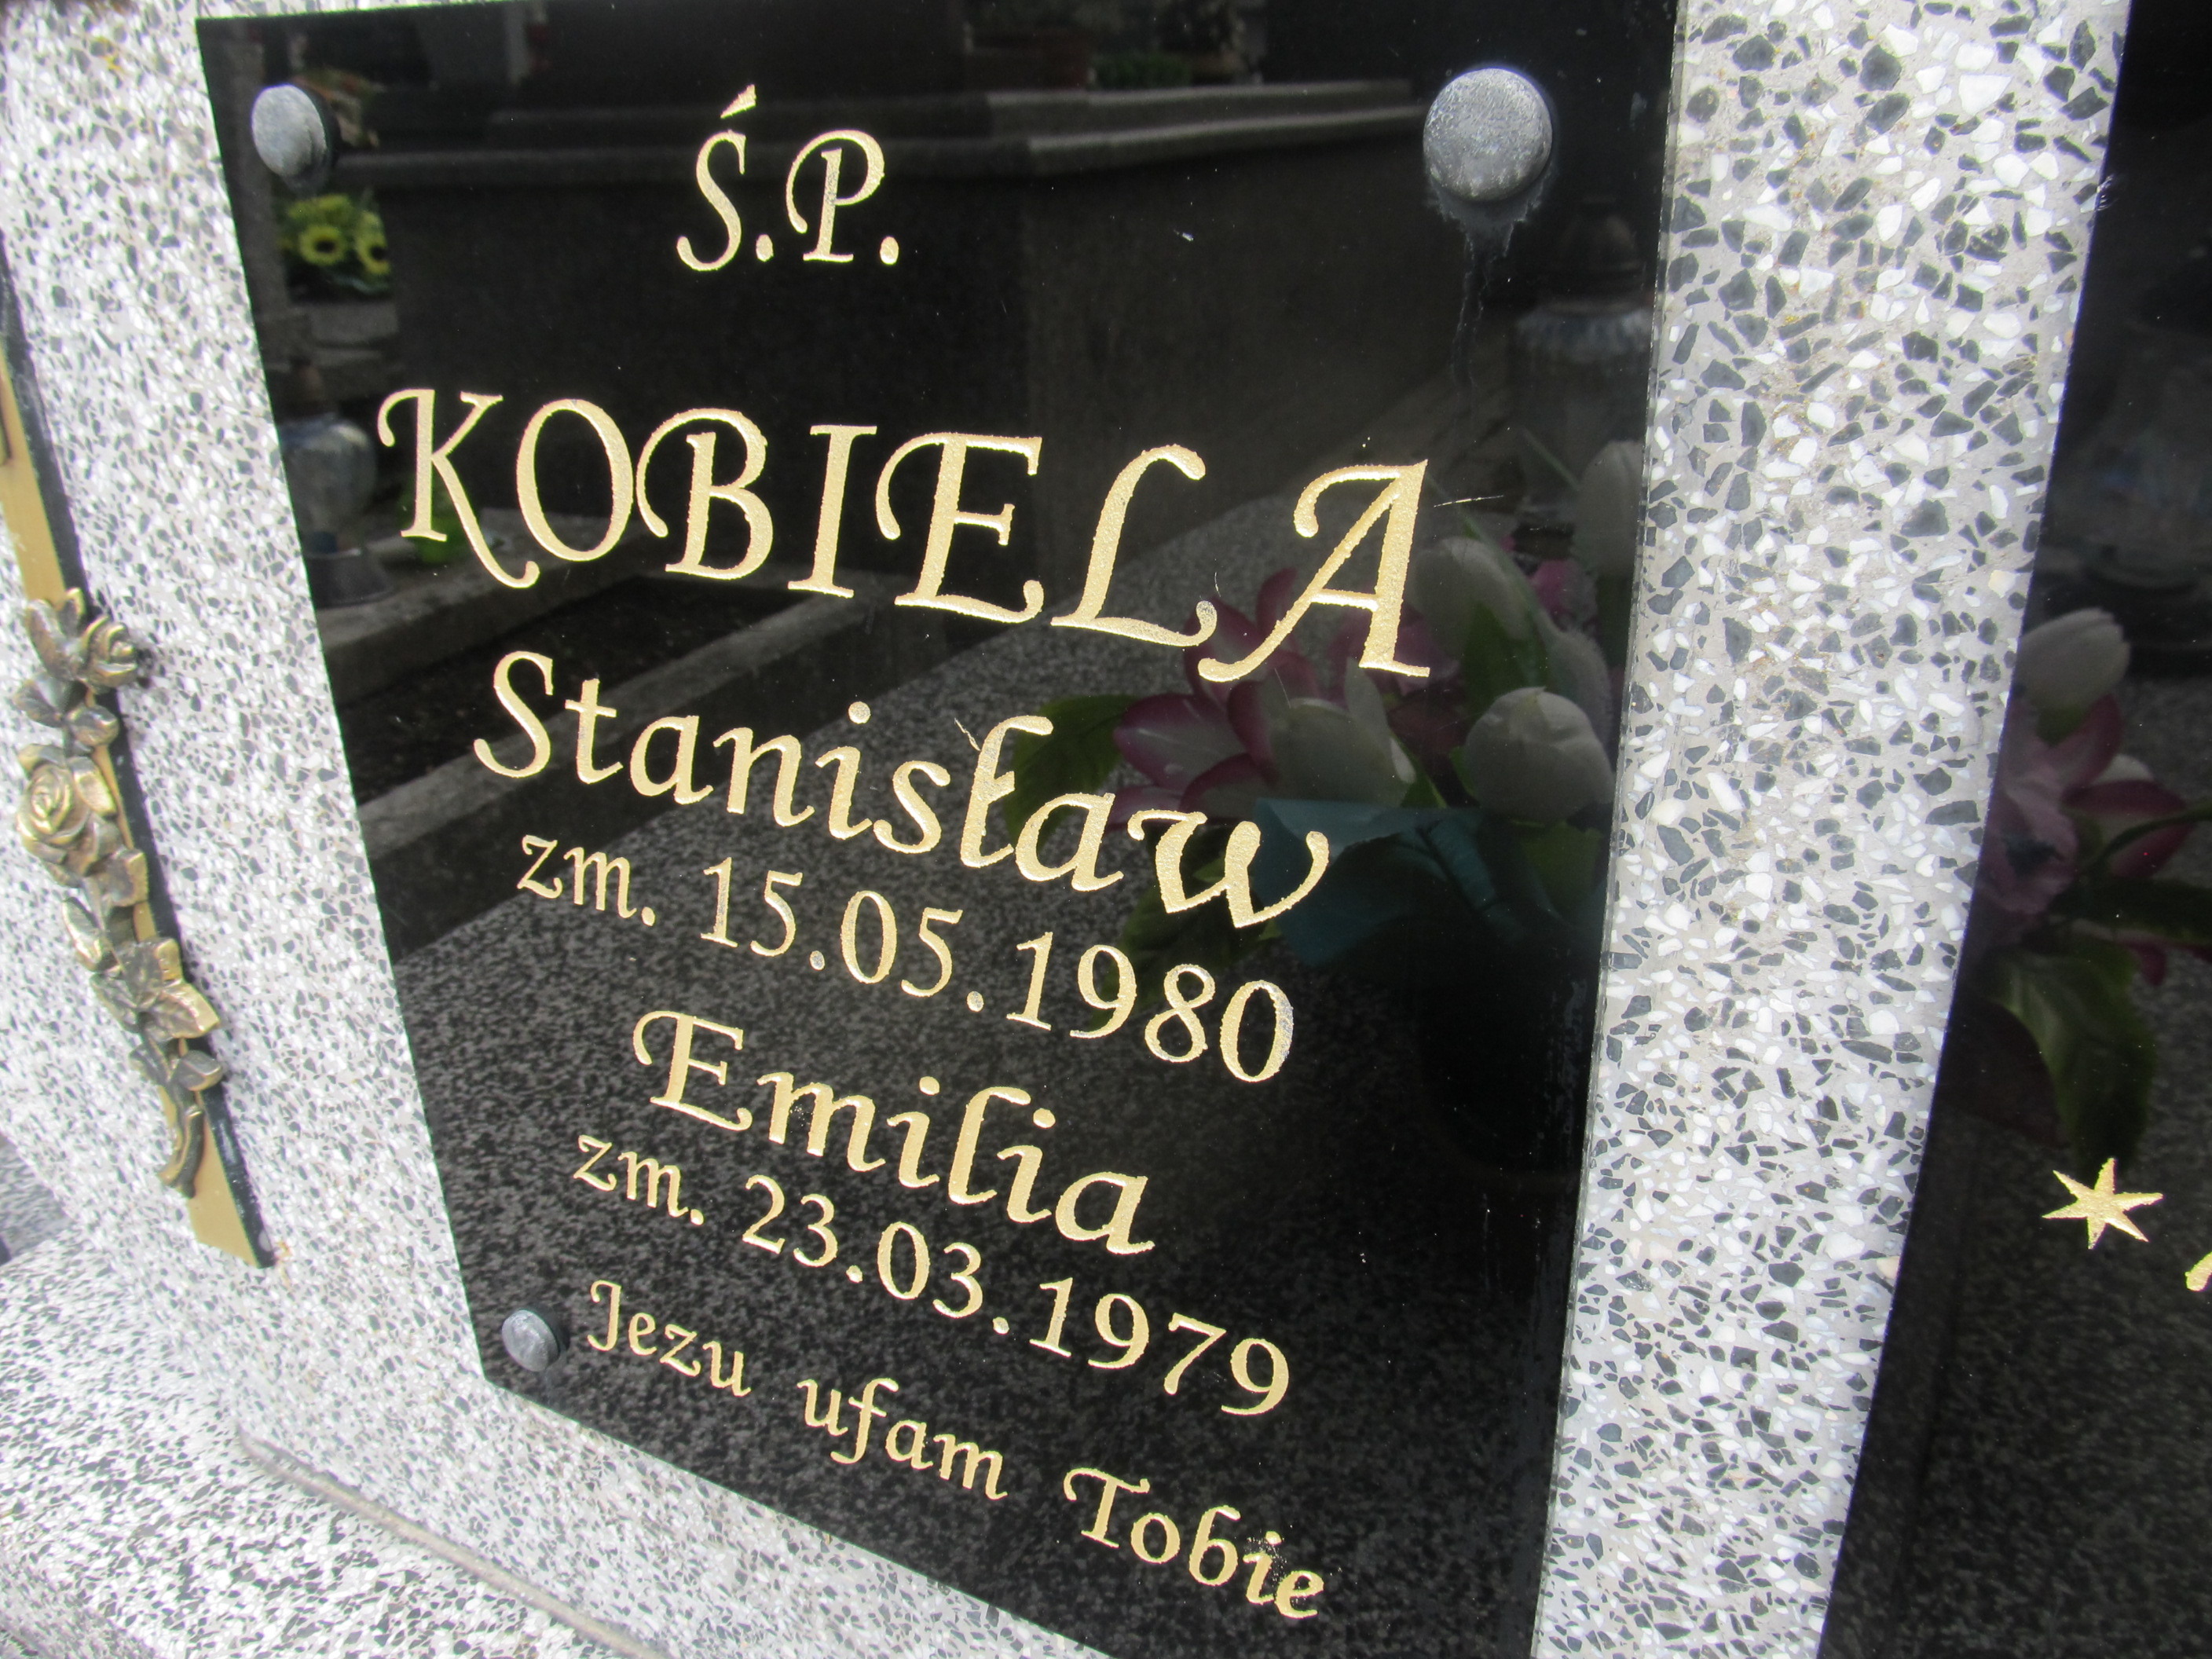 Ś.P.
KOBIELA
Stanisław
zm. 15.05.1980
Emilia
zm. 23.03.1979
Jezu ufam Tobie